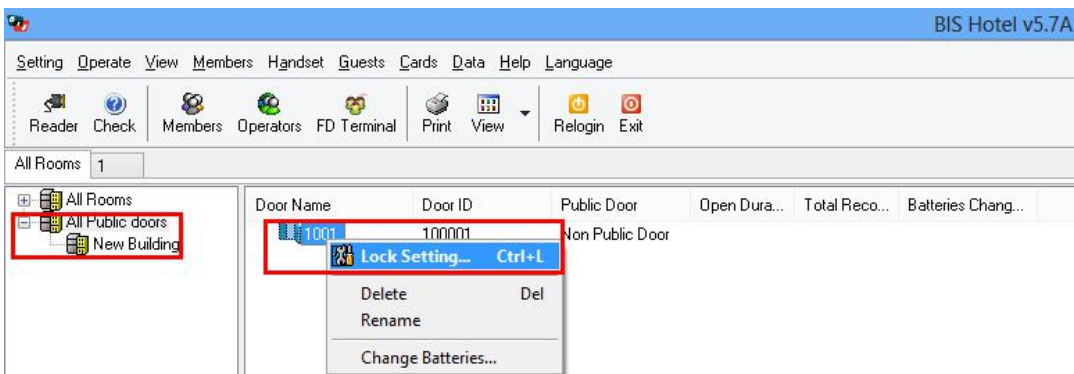 BIS Hotel v5.7A
Setting Operate View Members Handset Guests Cards Data Help Language
Reader Check Members Operators FD Terminal Print View Relogin Exit
All Rooms 1
All Rooms
All Public doors
New Building
Door Name Door ID Public Door Open Dura... Total Reco... Batteries Chang...
1001 100001 Non Public Door
Lock Setting... Ctrl+L
Delete Del
Rename
Change Batteries...